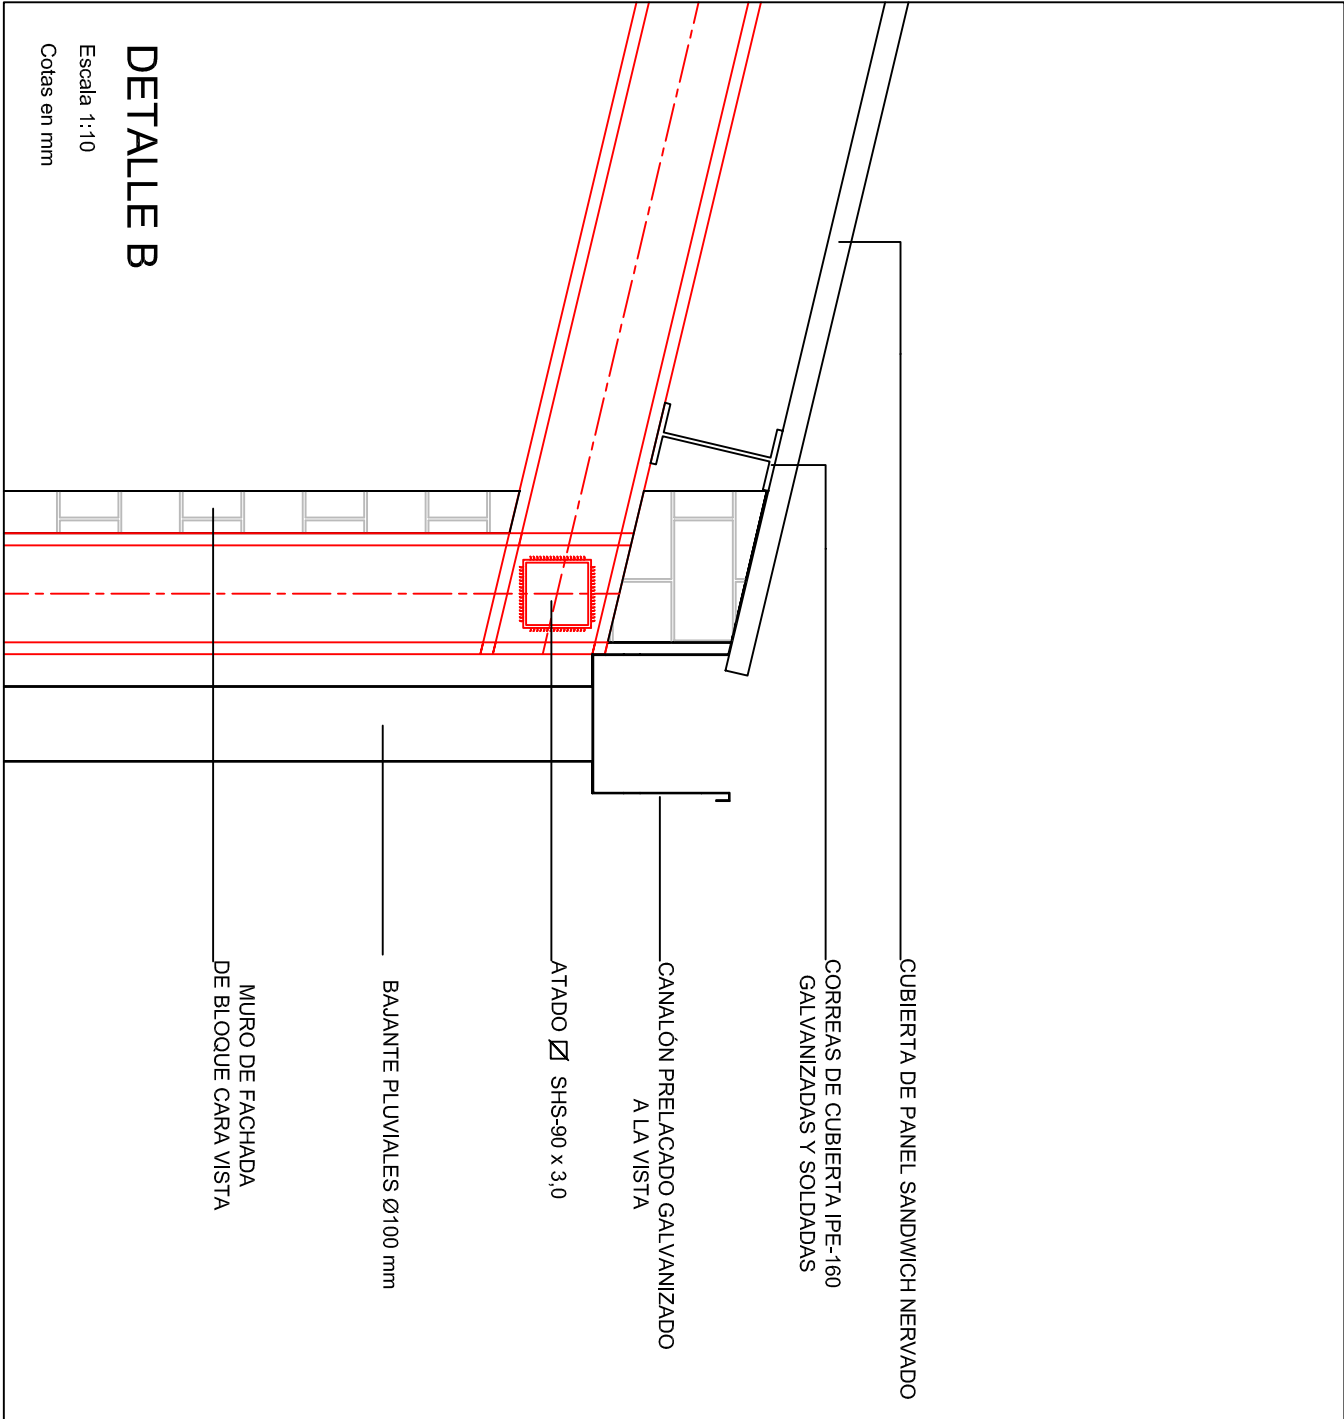 CUBIERTA DE PANEL SANDWICH NERVADO
CORREAS DE CUBIERTA IPE-160
GALVANIZADAS Y SOLDADAS
CANALÓN PRELACADO GALVANIZADO
A LA VISTA
ATADO SHS-90 x 3,0
BAJANTE PLUVIALES Ø100 mm
MURO DE FACHADA
DE BLOQUE CARA VISTA
DETALLE B
Escala 1:10
Cotas en mm